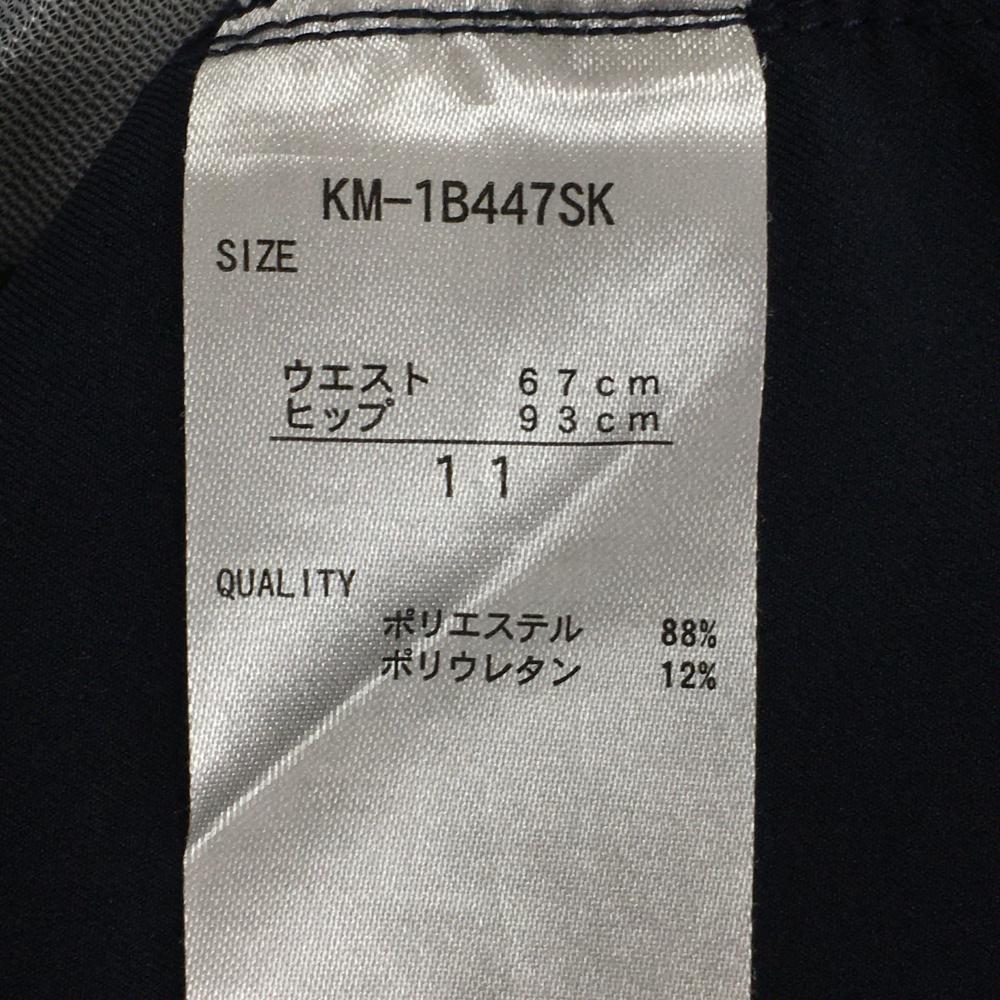 KM-1B447SK
SIZE
ウエスト 67cm
ヒップ 93cm
11
QUALITY
ポリエステル 88%
ポリウレタン 12%